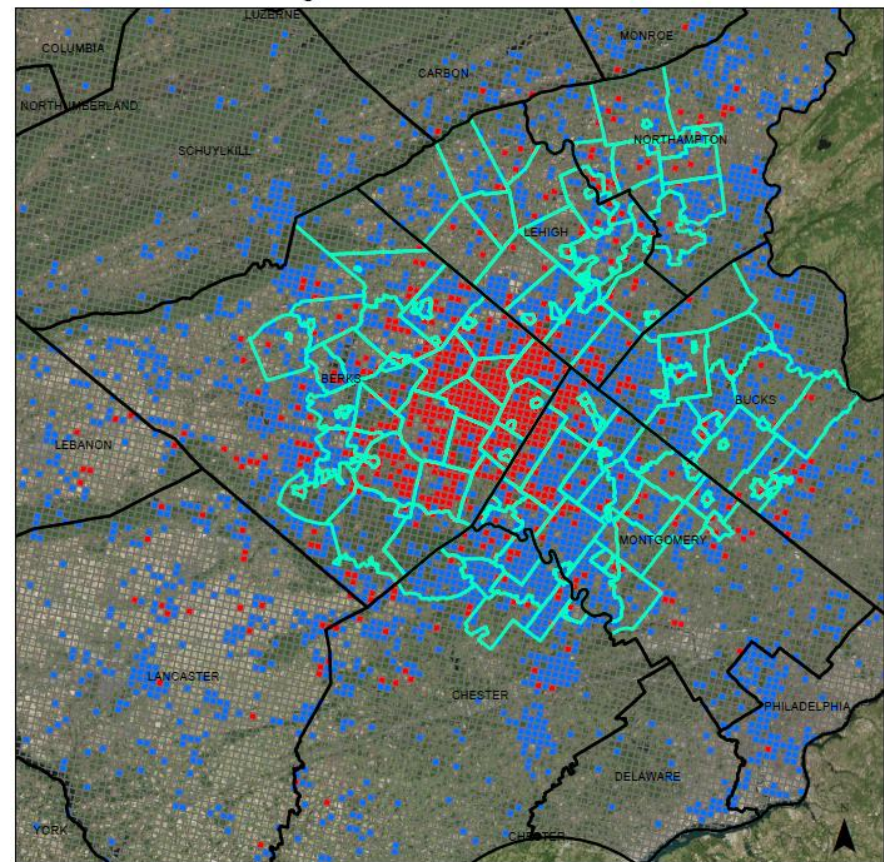 LUZERNE
MONROE
COLUMBIA
CARBON
NORTHUMBERLAND
NORTHAMPTON
SCHUYLKILL
LEHIGH
BERKS
BUCKS
LEBANON
MONTGOMERY
LANCASTER
CHESTER
PHILADELPHIA
DELAWARE
YORK
CHESTER
N